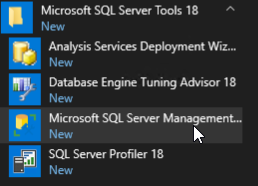 Microsoft SQL Server Tools 18
New
Analysis Services Deployment Wiz...
New
Database Engine Tuning Advisor 18
New
Microsoft SQL Server Management...
New
SQL Server Profiler 18
New